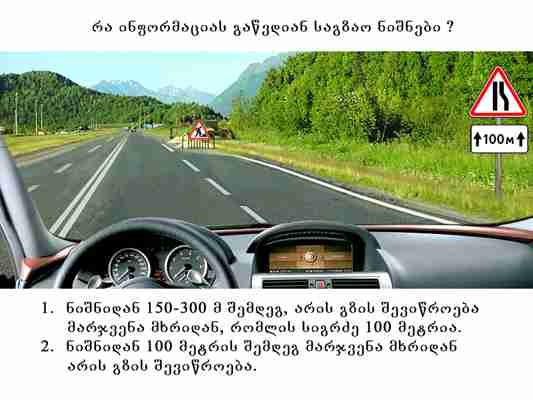 რა ინფორმაციას გაწვდიან საგზაო ნიშნები ?
100м
1. ნიშნიდან 150-300 მ შემდეგ, არის გზის შევიწროება
მარჯვენა მხრიდან, რომლის სიგრძე 100 მეტრია.
2. ნიშნიდან 100 მეტრის შემდეგ მარჯვენა მხრიდან
არის გზის შევიწროება.